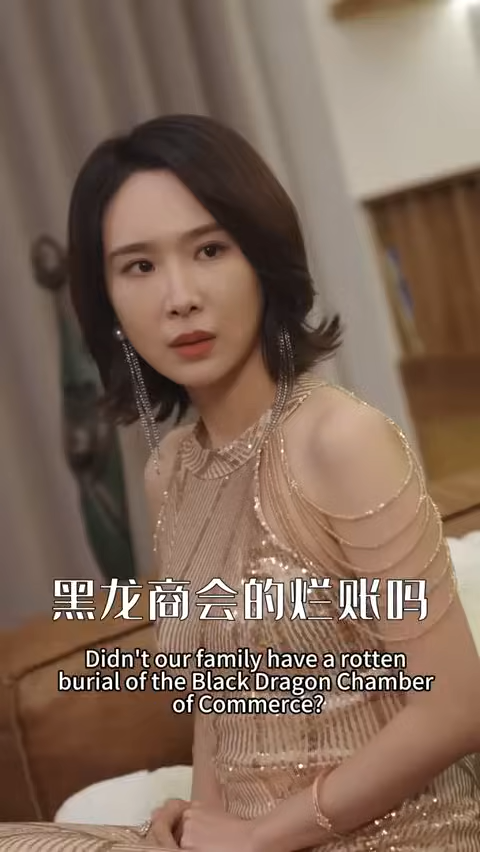 黑龙商会的烂账吗
Didn't our family have a rotten
burial of the Black Dragon Chamber
of Commerce?